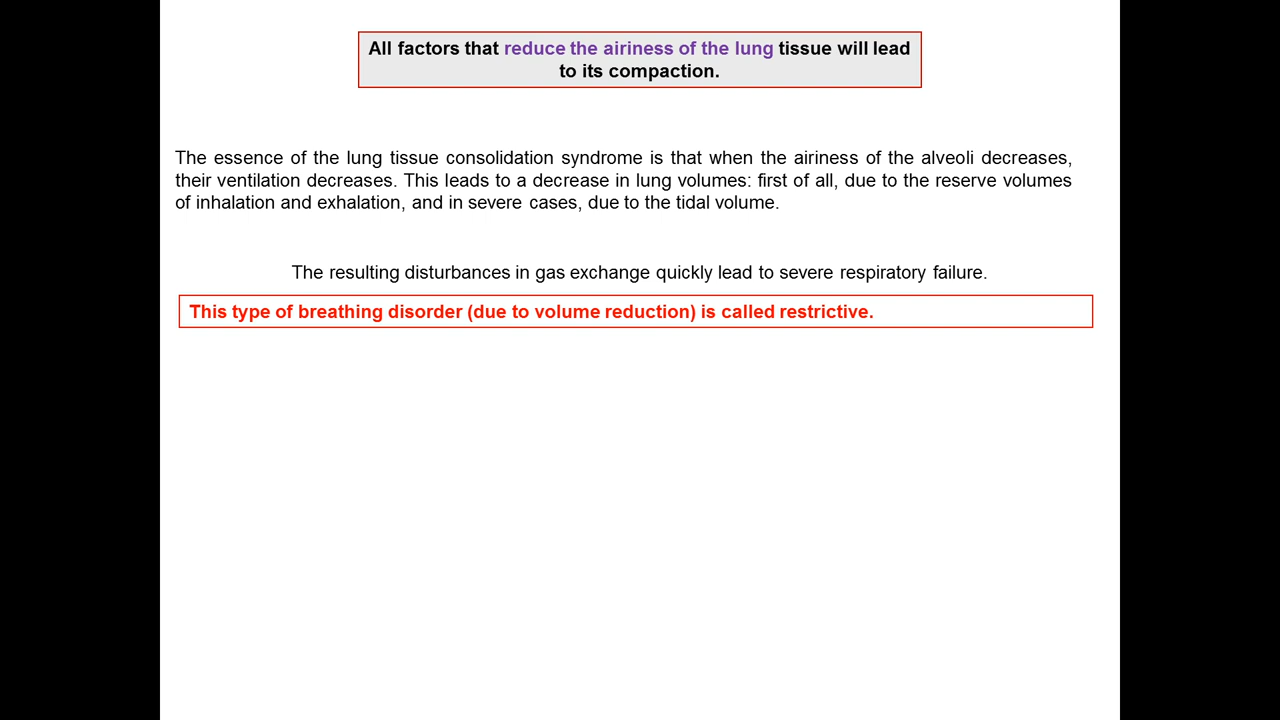 All factors that reduce the airiness of the lung tissue will lead
to its compaction.
The essence of the lung tissue consolidation syndrome is that when the airiness of the alveoli decreases,
their ventilation decreases. This leads to a decrease in lung volumes: first of all, due to the reserve volumes
of inhalation and exhalation, and in severe cases, due to the tidal volume.
The resulting disturbances in gas exchange quickly lead to severe respiratory failure.
This type of breathing disorder (due to volume reduction) is called restrictive.